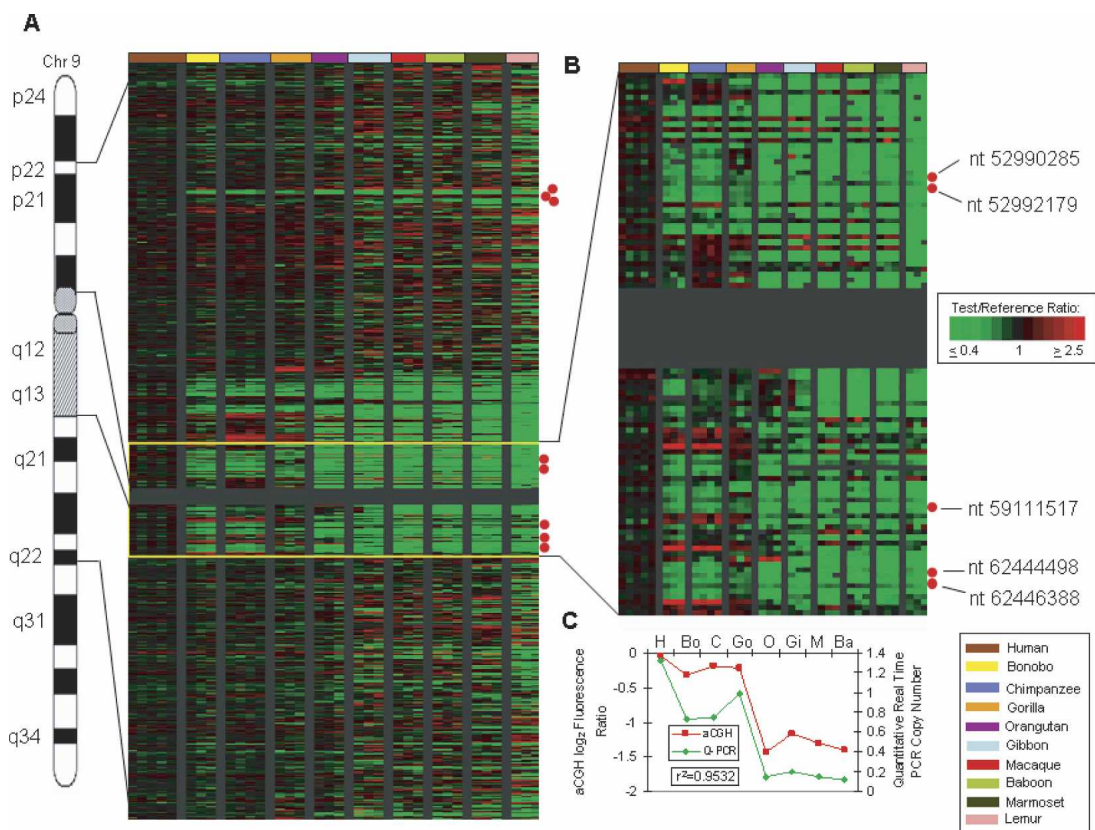 A
Chr 9
p24
p22
p21
q12
q13
q21
q22
q31
q34
B
nt 52990285
nt 52992179
Test/Reference Ratio:
≤ 0.4 1 ≥ 2.5
nt 59111517
nt 62444498
nt 62446388
C
H Bo C Go O Gi M Ba
0
-0.5
-1
-1.5
-2
aCGH log2 Fluorescence
Ratio
aCGH
Q-PCR
r²=0.9532
1.4
1.2
1
0.8
0.6
0.4
0.2
0
Quantitative Real Time
PCR Copy Number
Human
Bonobo
Chimpanzee
Gorilla
Orangutan
Gibbon
Macaque
Baboon
Marmoset
Lemur